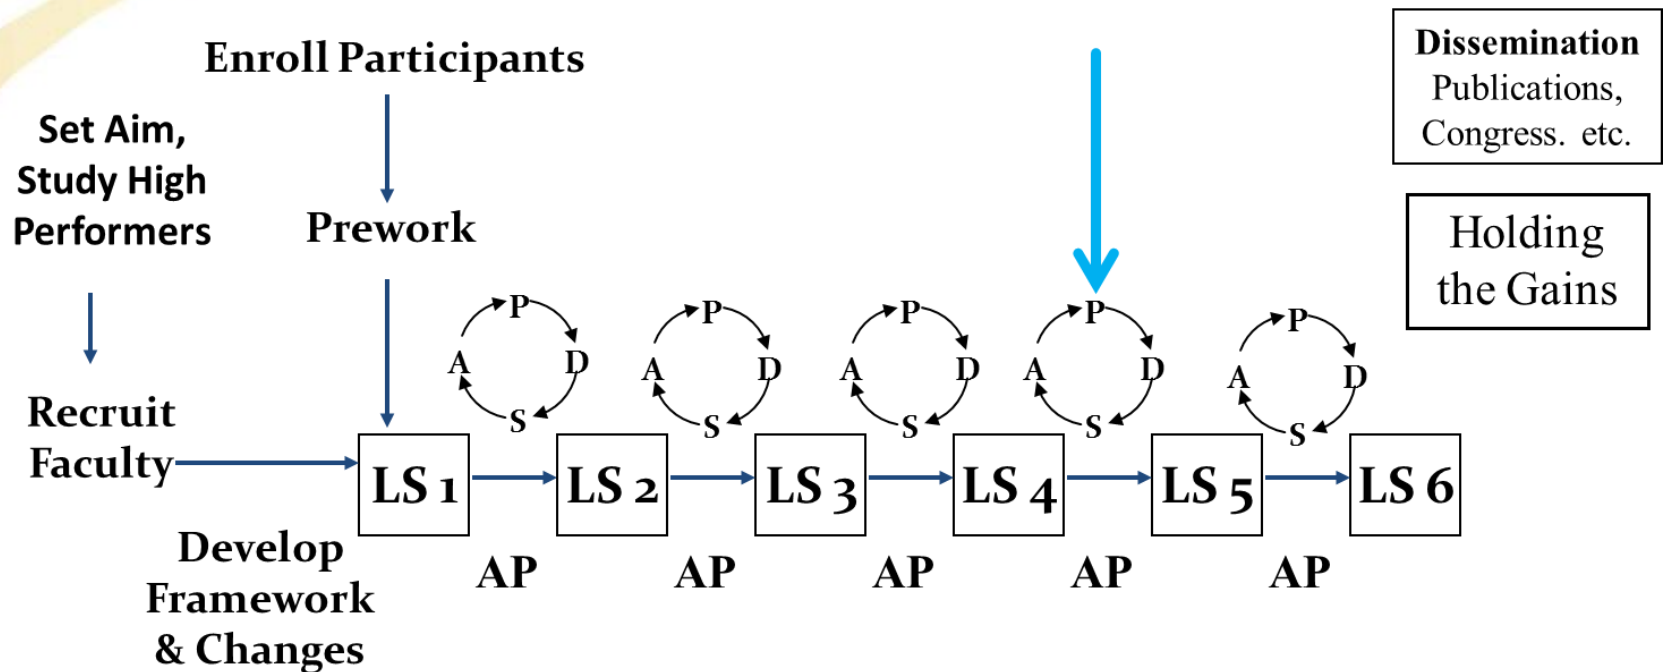 Enroll Participants
Set Aim,
Study High
Performers
Prework
Recruit
Faculty
Develop
Framework
& Changes
P
D
S
A
P
D
S
A
P
D
S
A
P
D
S
A
P
D
S
A
LS 1
LS 2
LS 3
LS 4
LS 5
LS 6
AP
AP
AP
AP
AP
Dissemination
Publications,
Congress. etc.
Holding
the Gains